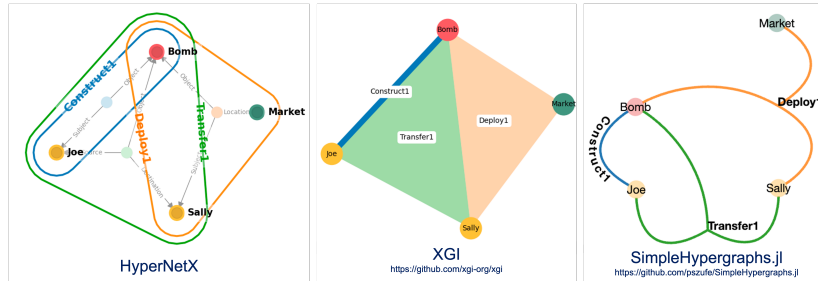 Bomb
Object
Object
Construct1
Location
Market
Subject
Transfer1
Deploy1
Joe
Destination
Sally
HyperNetX
Bomb
Construct1
Market
Deploy1
Transfer1
Joe
Sally
XGI
https://github.com/xgi-org/xgi
Market
Deploy1
Bomb
Construct1
Joe
Sally
Transfer1
SimpleHypergraphs.jl
https://github.com/pszufe/SimpleHypergraphs.jl